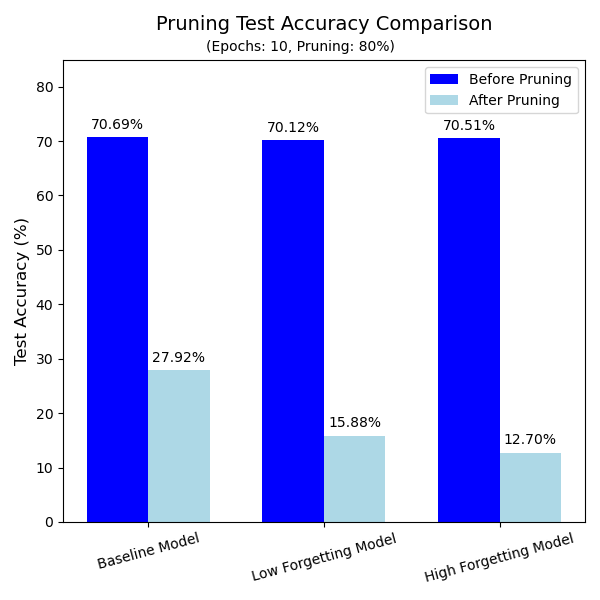 Pruning Test Accuracy Comparison
(Epochs: 10, Pruning: 80%)
Before Pruning
After Pruning
Test Accuracy (%)
80
70
60
50
40
30
20
10
0
70.69%
27.92%
70.12%
15.88%
70.51%
12.70%
Baseline Model
Low Forgetting Model
High Forgetting Model